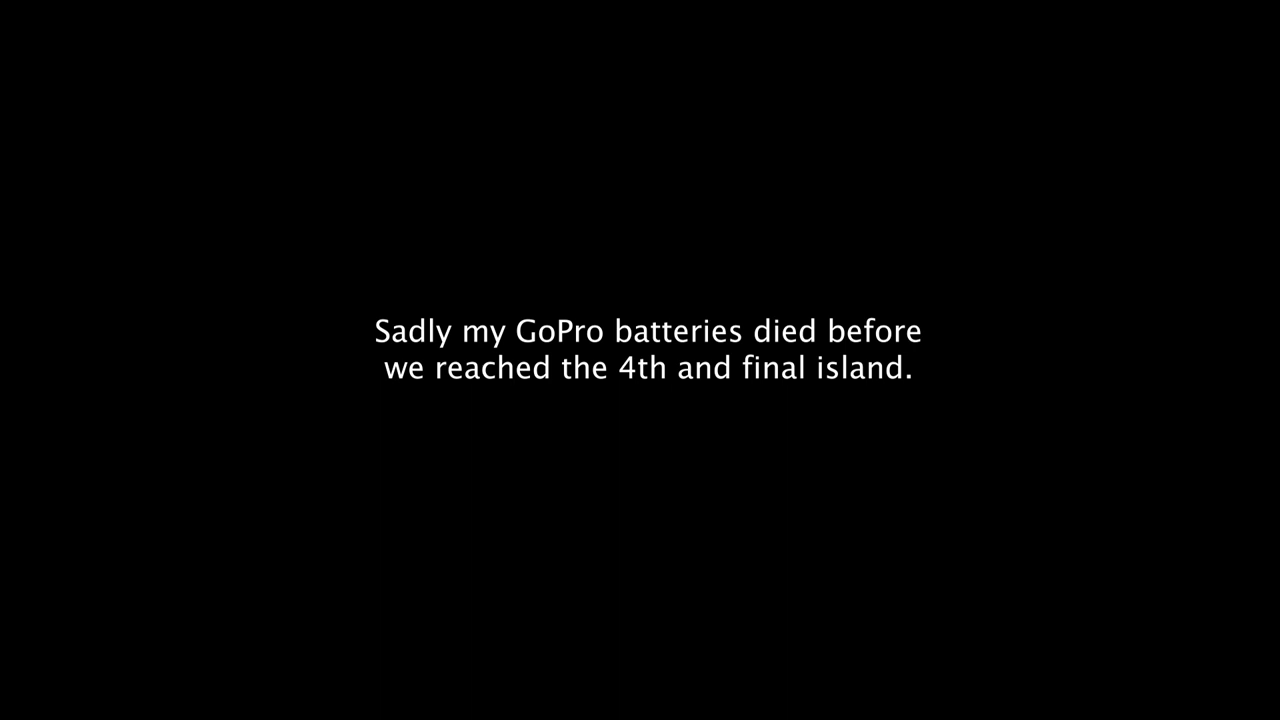 Sadly my GoPro batteries died before
we reached the 4th and final island.